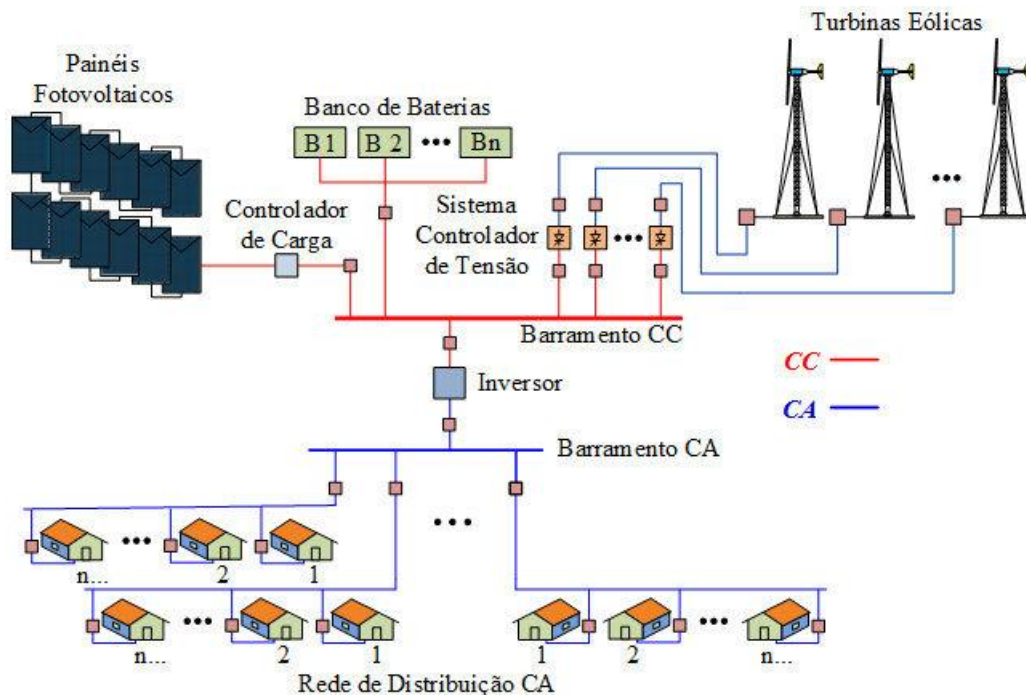 Turbinas Eólicas
Painéis
Fotovoltaicos
Banco de Baterias
B 1
B 2
Bn
Controlador
de Carga
Sistema
Controlador
de Tensão
Barramento CC
Inversor
CC
CA
Barramento CA
n...
2
1
n...
2
1
1
2
n...
Rede de Distribuição CA